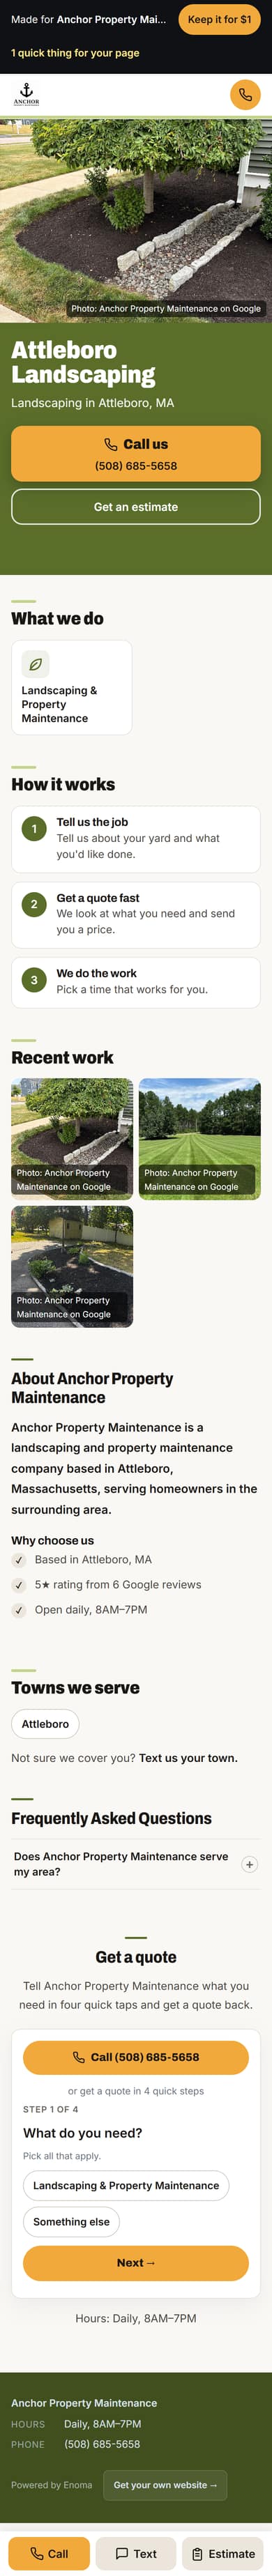 Made for Anchor Property Mai...
Keep it for $1
1 quick thing for your page
ANCHOR
Photo: Anchor Property Maintenance on Google
Attleboro
Landscaping
Landscaping in Attleboro, MA
Call us
(508) 685-5658
Get an estimate
What we do
Landscaping &
Property
Maintenance
How it works
1
Tell us the job
Tell us about your yard and what
you'd like done.
2
Get a quote fast
We look at what you need and send
you a price.
3
We do the work
Pick a time that works for you.
Recent work
Photo: Anchor Property
Maintenance on Google
Photo: Anchor Property
Maintenance on Google
Photo: Anchor Property
Maintenance on Google
About Anchor Property
Maintenance
Anchor Property Maintenance is a
landscaping and property maintenance
company based in Attleboro,
Massachusetts, serving homeowners in the
surrounding area.
Why choose us
✓ Based in Attleboro, MA
✓ 5★ rating from 6 Google reviews
✓ Open daily, 8AM–7PM
Towns we serve
Attleboro
Not sure we cover you? Text us your town.
Frequently Asked Questions
Does Anchor Property Maintenance serve
my area?
+
Get a quote
Tell Anchor Property Maintenance what you
need in four quick taps and get a quote back.
Call (508) 685-5658
or get a quote in 4 quick steps
STEP 1 OF 4
What do you need?
Pick all that apply.
Landscaping & Property Maintenance
Something else
Next →
Hours: Daily, 8AM–7PM
Anchor Property Maintenance
HOURS Daily, 8AM–7PM
PHONE (508) 685-5658
Powered by Enoma
Get your own website →
Call
Text
Estimate